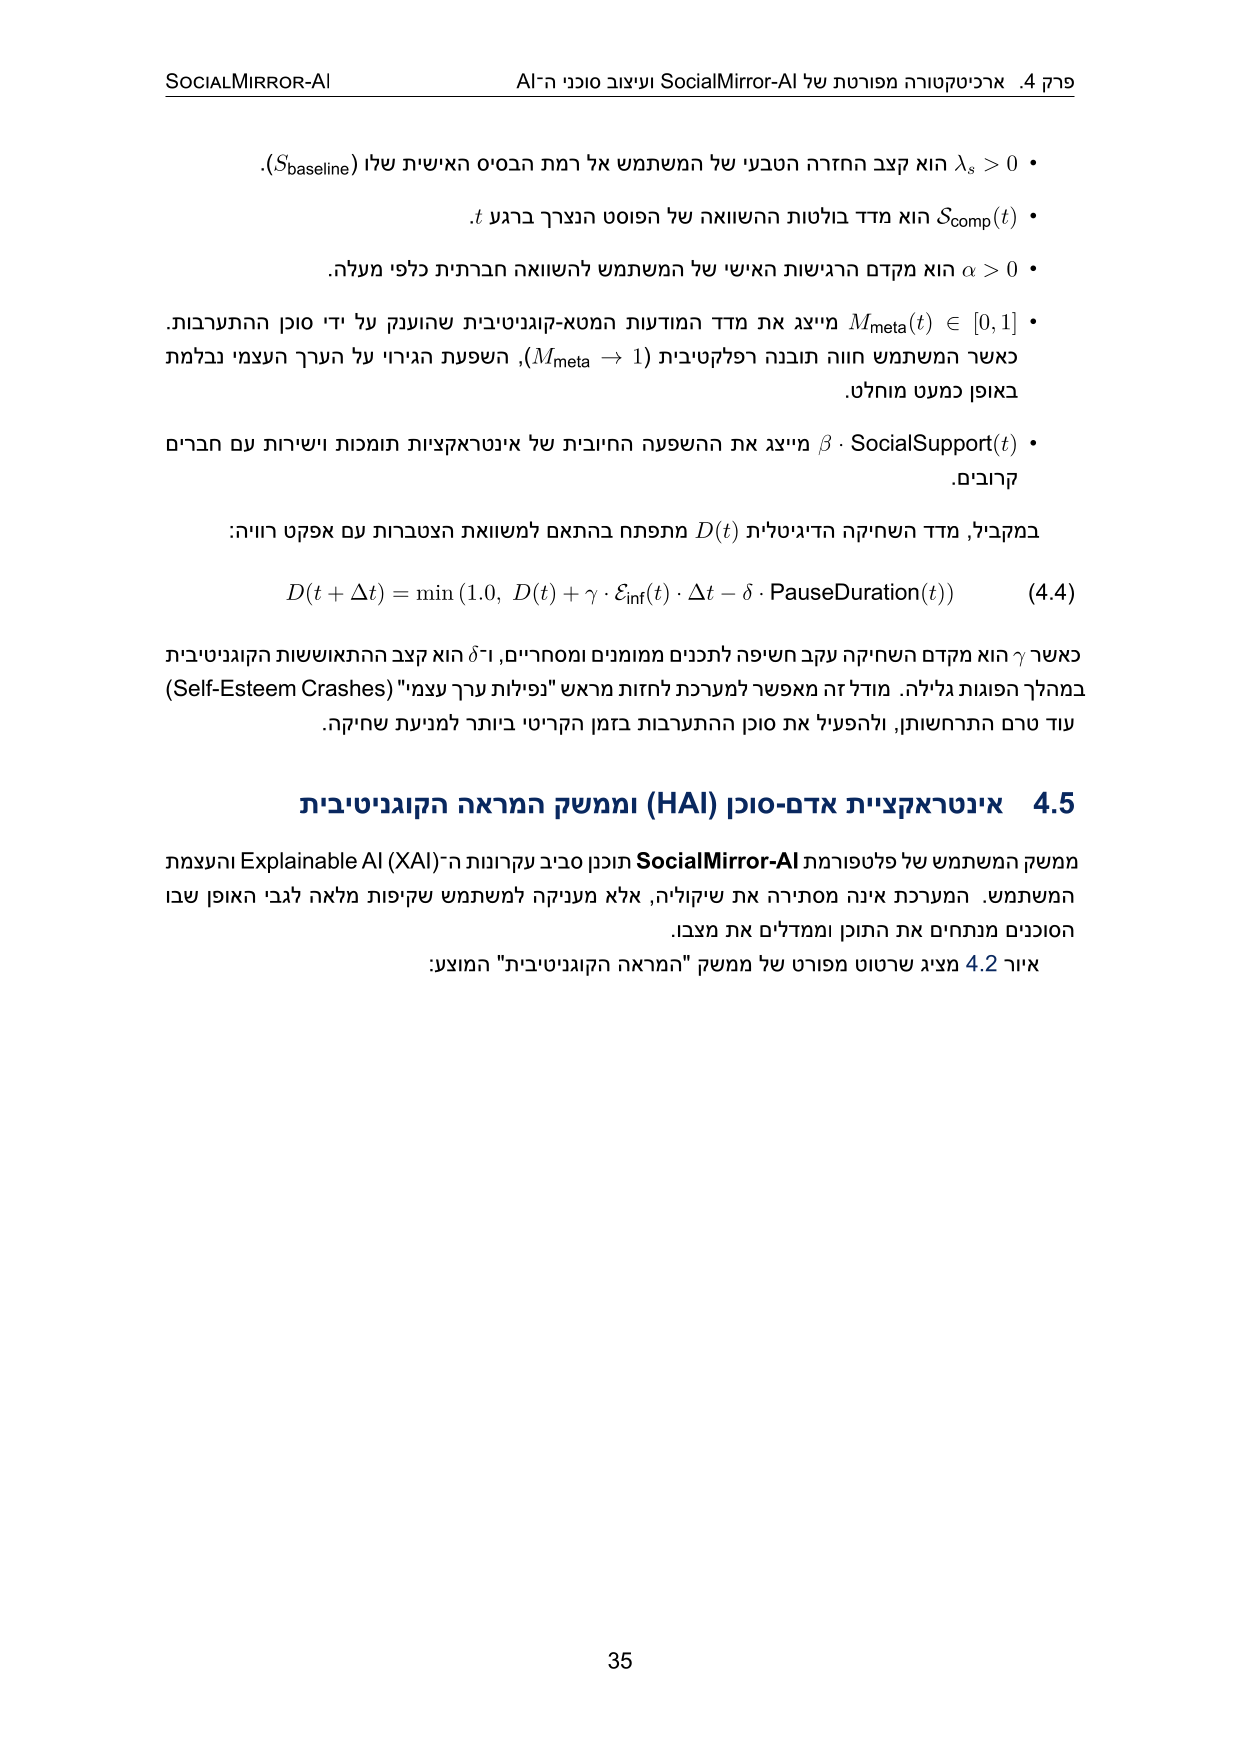 פרק 4. ארכיטקטורה מפורטת של SocialMirror-AI ועיצוב סוכני ה־AI SOCIALMIRROR-AI
• λₛ > 0 הוא קצב החזרה הטבעי של המשתמש אל רמת הבסיס האישית שלו (S_baseline).
• 𝒮_comp(t) הוא מדד בולטות ההשוואה של הפוסט הנצרך ברגע t.
• α > 0 הוא מקדם הרגישות האישי של המשתמש להשוואה חברתית כלפי מעלה.
• M_meta(t) ∈ [0, 1] מייצג את מדד המודעות המטא-קוגניטיבית שהוענק על ידי סוכן ההתערבות.
כאשר המשתמש חווה תובנה רפלקטיבית (M_meta → 1), השפעת הגירוי על הערך העצמי נבלמת
באופן כמעט מוחלט.
• β · SocialSupport(t) מייצג את ההשפעה החיובית של אינטראקציות תומכות וישירות עם חברים
קרובים.
במקביל, מדד השחיקה הדיגיטלית D(t) מתפתח בהתאם למשוואת הצטברות עם אפקט רוויה:
D(t + Δt) = min (1.0, D(t) + γ · ℰ_inf(t) · Δt − δ · PauseDuration(t)) (4.4)
כאשר γ הוא מקדם השחיקה עקב חשיפה לתכנים ממומנים ומסחריים, ו־δ הוא קצב ההתאוששות הקוגניטיבית
במהלך הפוגות גלילה. מודל זה מאפשר למערכת לחזות מראש "נפילות ערך עצמי" (Self-Esteem Crashes)
עוד טרם התרחשותן, ולהפעיל את סוכן ההתערבות בזמן הקריטי ביותר למניעת שחיקה.
4.5 אינטראקציית אדם-סוכן (HAI) וממשק המראה הקוגניטיבית
ממשק המשתמש של פלטפורמת SocialMirror-AI תוכנן סביב עקרונות ה־Explainable AI (XAI) והעצמת
המשתמש. המערכת אינה מסתירה את שיקוליה, אלא מעניקה למשתמש שקיפות מלאה לגבי האופן שבו
הסוכנים מנתחים את התוכן וממדלים את מצבו.
איור 4.2 מציג שרטוט מפורט של ממשק "המראה הקוגניטיבית" המוצע:
35